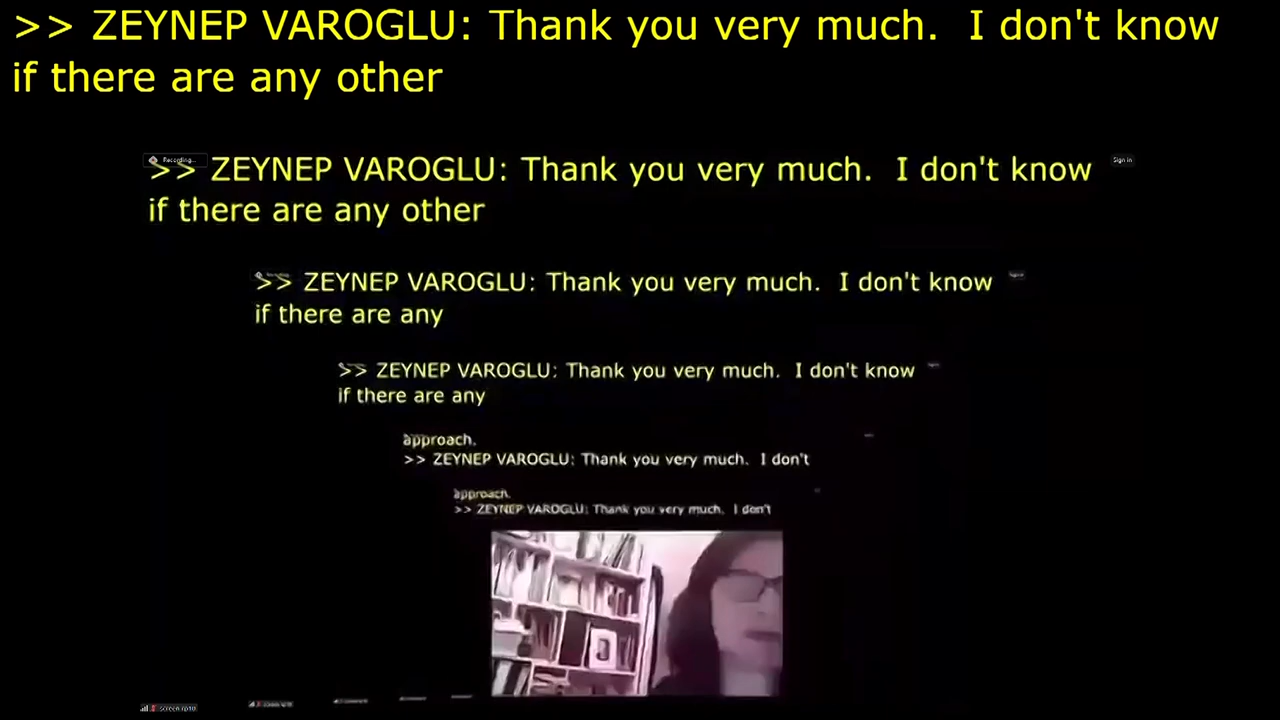 >> ZEYNEP VAROGLU: Thank you very much.  I don't know
if there are any other
Recording...
Sign in
>> ZEYNEP VAROGLU: Thank you very much.  I don't know
if there are any other
>> ZEYNEP VAROGLU: Thank you very much.  I don't know
if there are any
>> ZEYNEP VAROGLU: Thank you very much.  I don't know
if there are any
approach.
>> ZEYNEP VAROGLU: Thank you very much.  I don't
approach.
>> ZEYNEP VAROGLU: Thank you very much.  I don't